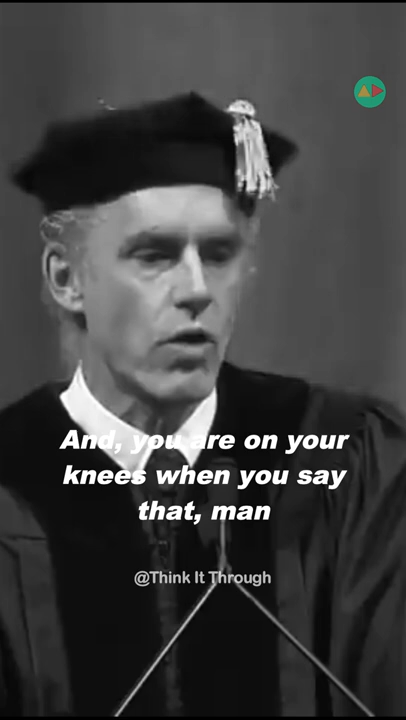 And, you are on your
knees when you say
that, man
@Think It Through